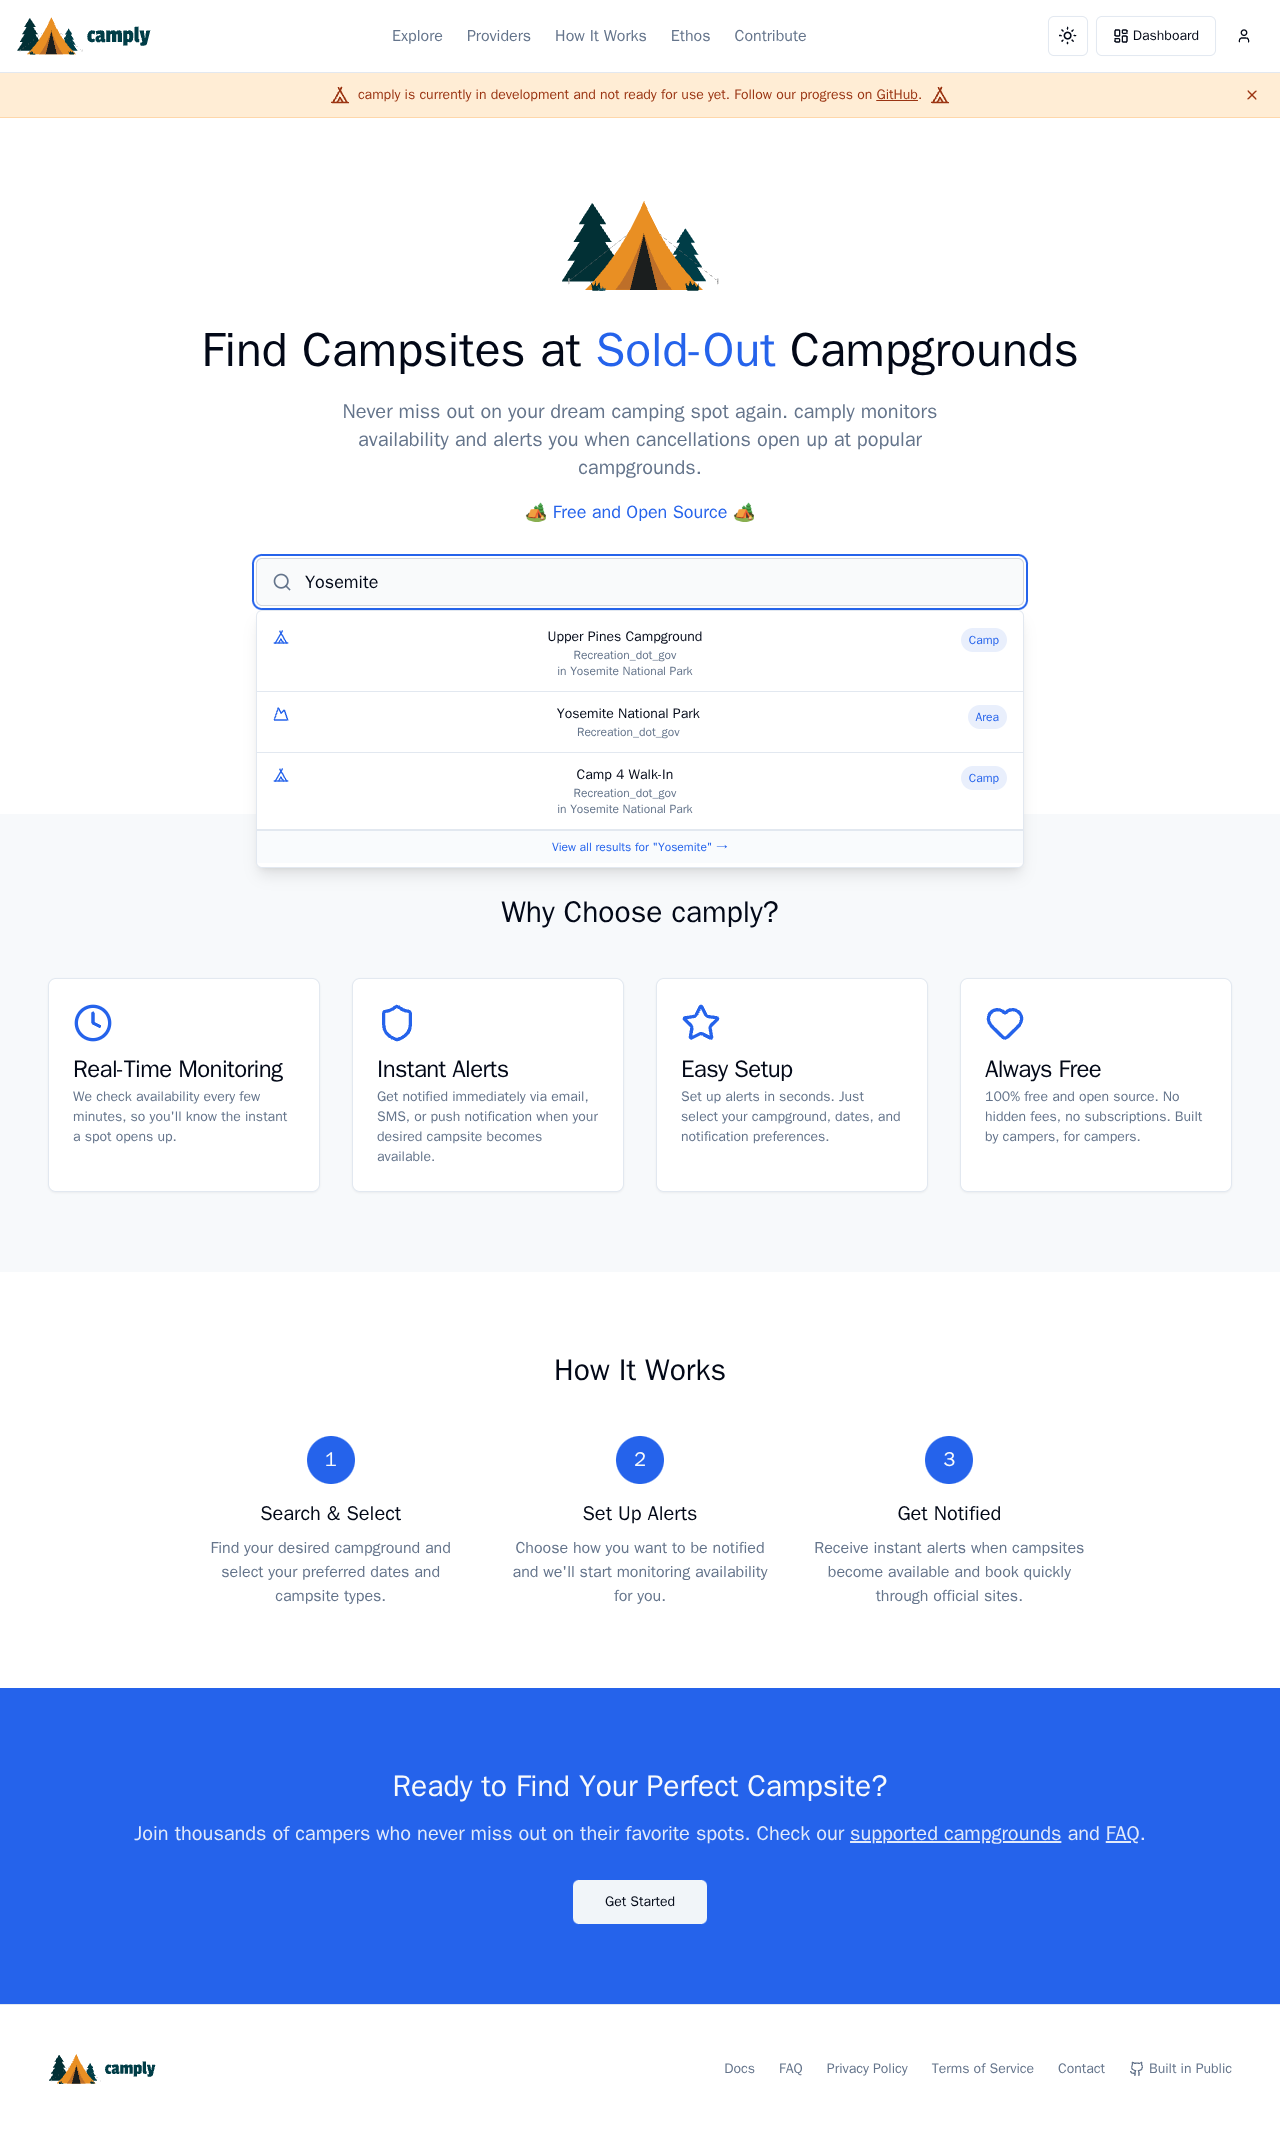 camply
Explore
Providers
How It Works
Ethos
Contribute
Dashboard
camply is currently in development and not ready for use yet. Follow our progress on GitHub.
Find Campsites at Sold-Out Campgrounds
Never miss out on your dream camping spot again. camply monitors
availability and alerts you when cancellations open up at popular
campgrounds.
🏕️ Free and Open Source 🏕️
Yosemite
Upper Pines Campground
Camp
Recreation_dot_gov
in Yosemite National Park
Yosemite National Park
Area
Recreation_dot_gov
Camp 4 Walk-In
Camp
Recreation_dot_gov
in Yosemite National Park
View all results for "Yosemite" →
Why Choose camply?
Real-Time Monitoring
We check availability every few
minutes, so you'll know the instant
a spot opens up.
Instant Alerts
Get notified immediately via email,
SMS, or push notification when your
desired campsite becomes
available.
Easy Setup
Set up alerts in seconds. Just
select your campground, dates, and
notification preferences.
Always Free
100% free and open source. No
hidden fees, no subscriptions. Built
by campers, for campers.
How It Works
1
Search & Select
Find your desired campground and
select your preferred dates and
campsite types.
2
Set Up Alerts
Choose how you want to be notified
and we'll start monitoring availability
for you.
3
Get Notified
Receive instant alerts when campsites
become available and book quickly
through official sites.
Ready to Find Your Perfect Campsite?
Join thousands of campers who never miss out on their favorite spots. Check our supported campgrounds and FAQ.
Get Started
camply
Docs
FAQ
Privacy Policy
Terms of Service
Contact
Built in Public